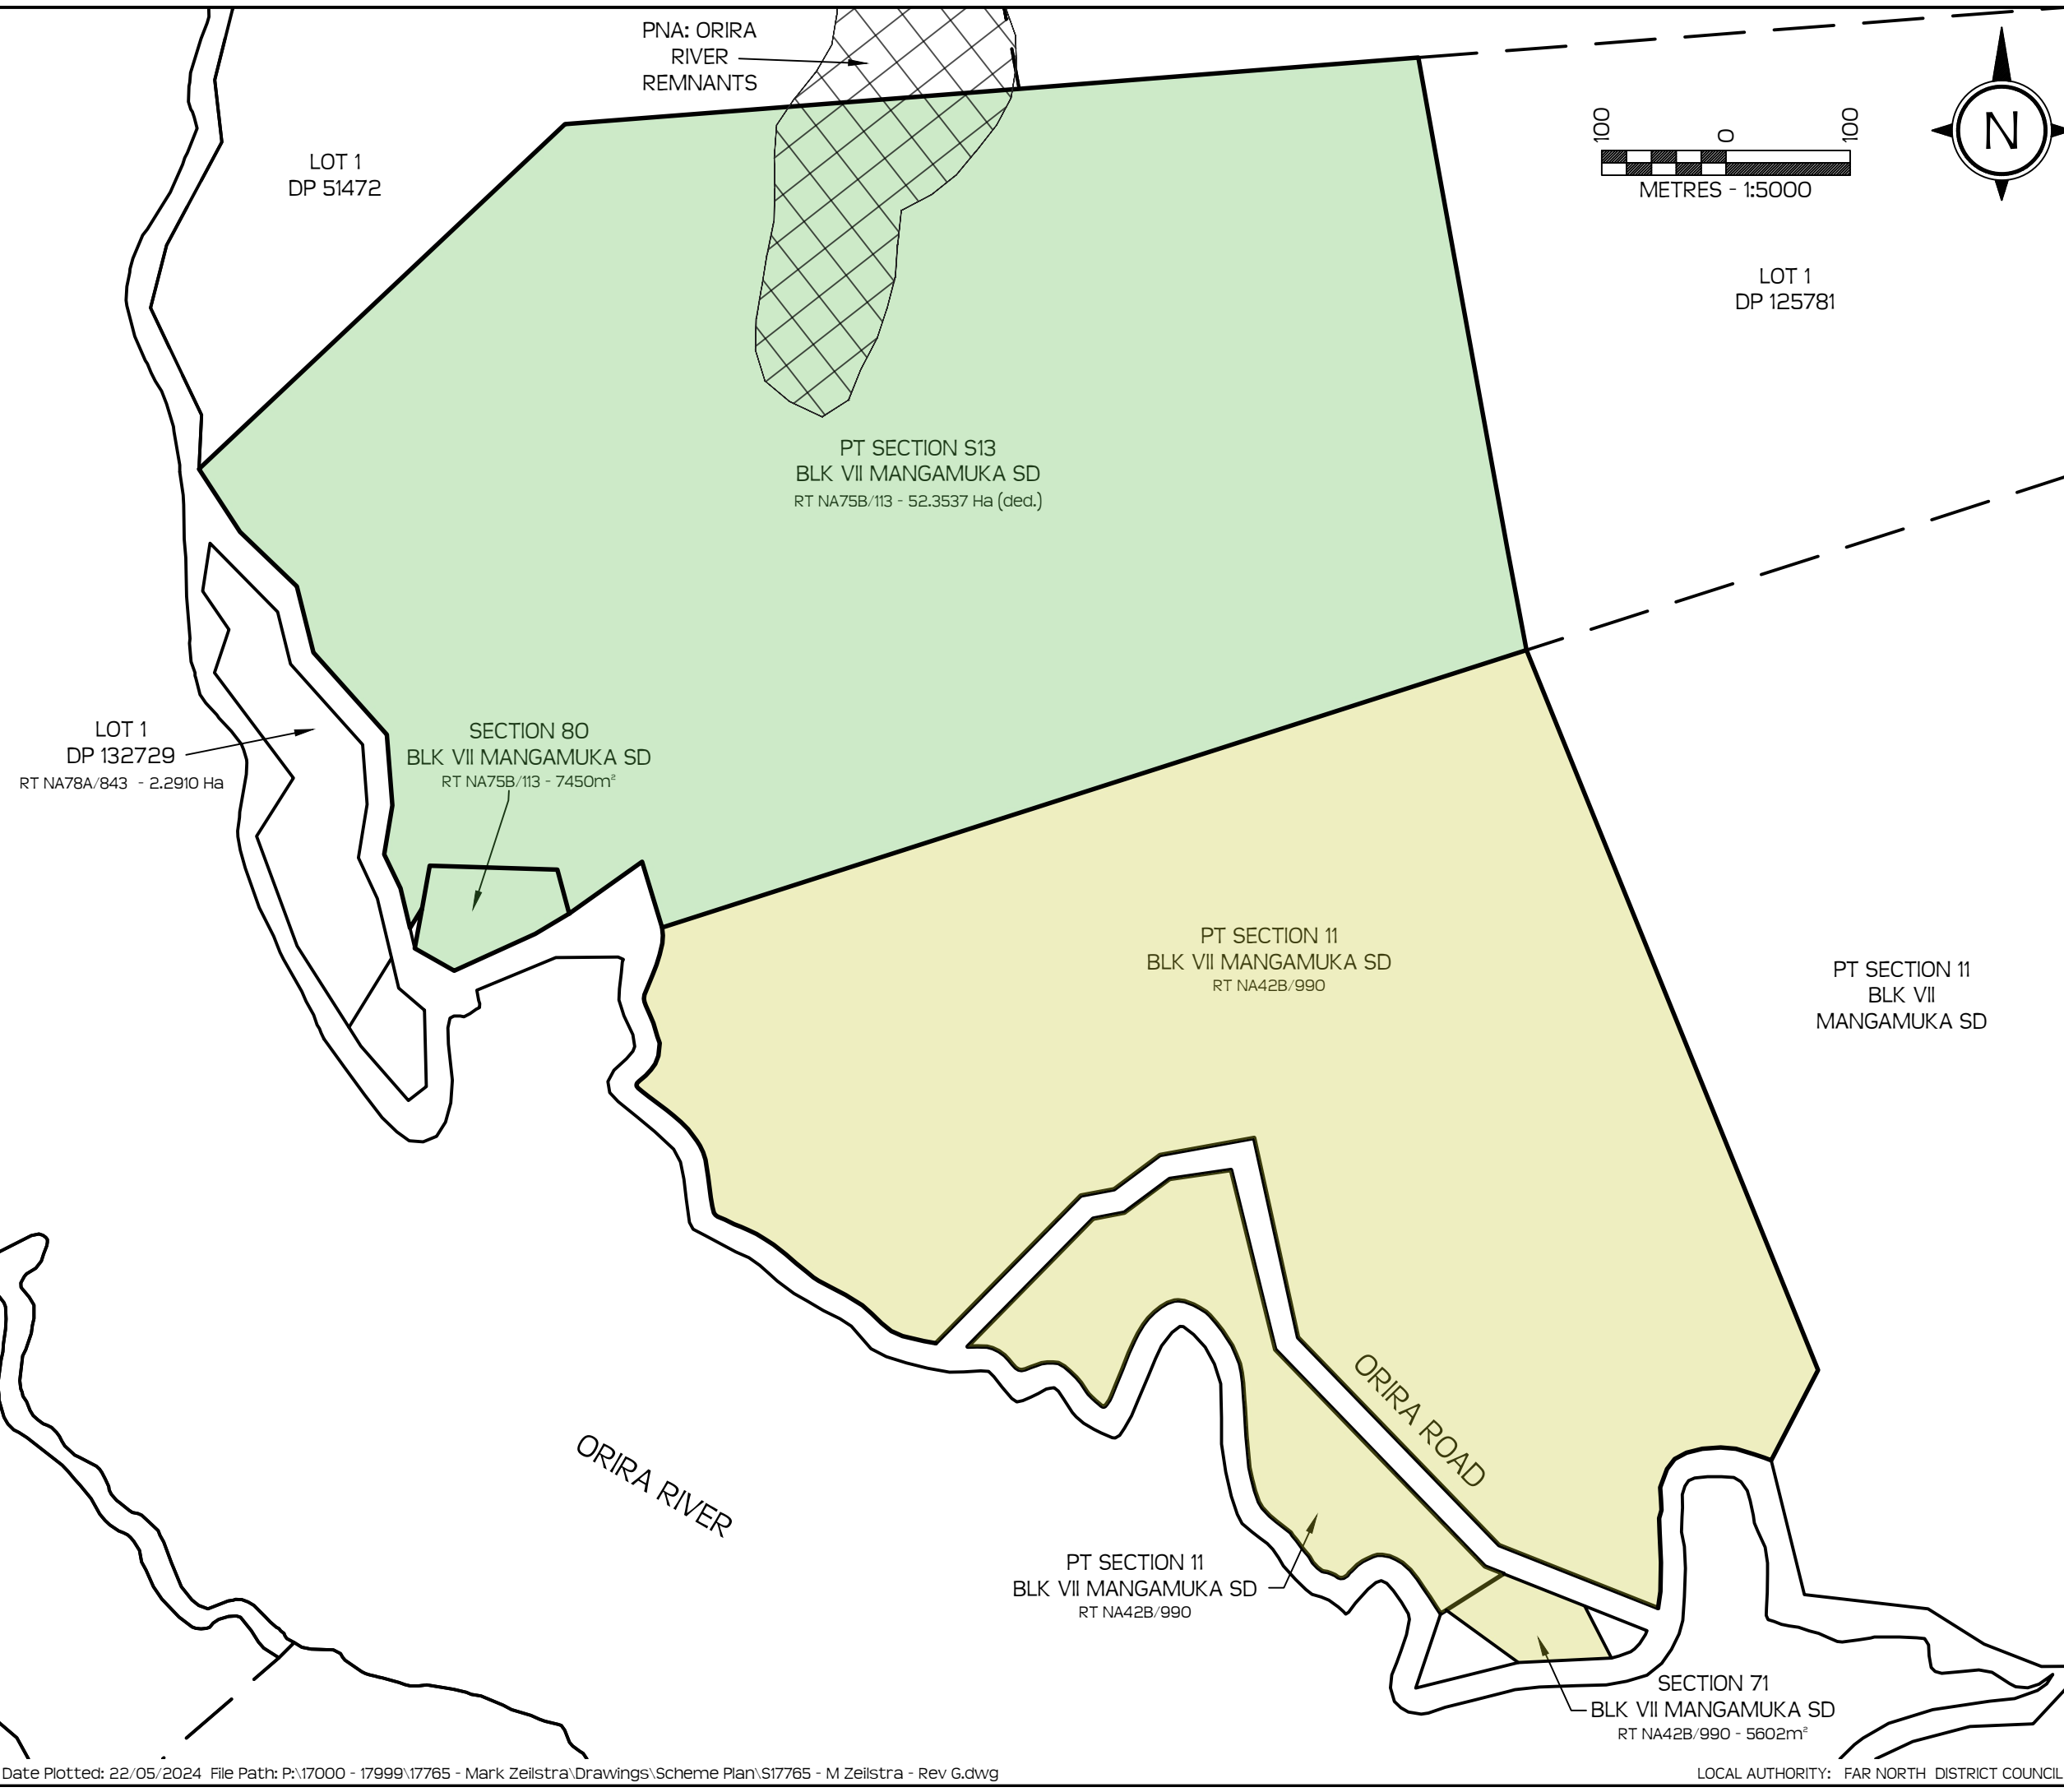 PNA: ORIRA
RIVER
REMNANTS
N
100
0
100
METRES - 1:5000
LOT 1
DP 51472
LOT 1
DP 125781
PT SECTION S13
BLK VII MANGAMUKA SD
RT NA75B/113 - 52.3537 Ha (ded.)
LOT 1
DP 132729
RT NA78A/843 - 2.2910 Ha
SECTION 80
BLK VII MANGAMUKA SD
RT NA75B/113 - 7450m²
PT SECTION 11
BLK VII MANGAMUKA SD
RT NA42B/990
PT SECTION 11
BLK VII
MANGAMUKA SD
ORIRA ROAD
ORIRA RIVER
PT SECTION 11
BLK VII MANGAMUKA SD
RT NA42B/990
SECTION 71
BLK VII MANGAMUKA SD
RT NA42B/990 - 5602m²
Date Plotted: 22/05/2024 File Path: P:\17000 - 17999\17765 - Mark Zeilstra\Drawings\Scheme Plan\S17765 - M Zeilstra - Rev G.dwg
LOCAL AUTHORITY: FAR NORTH DISTRICT COUNCIL